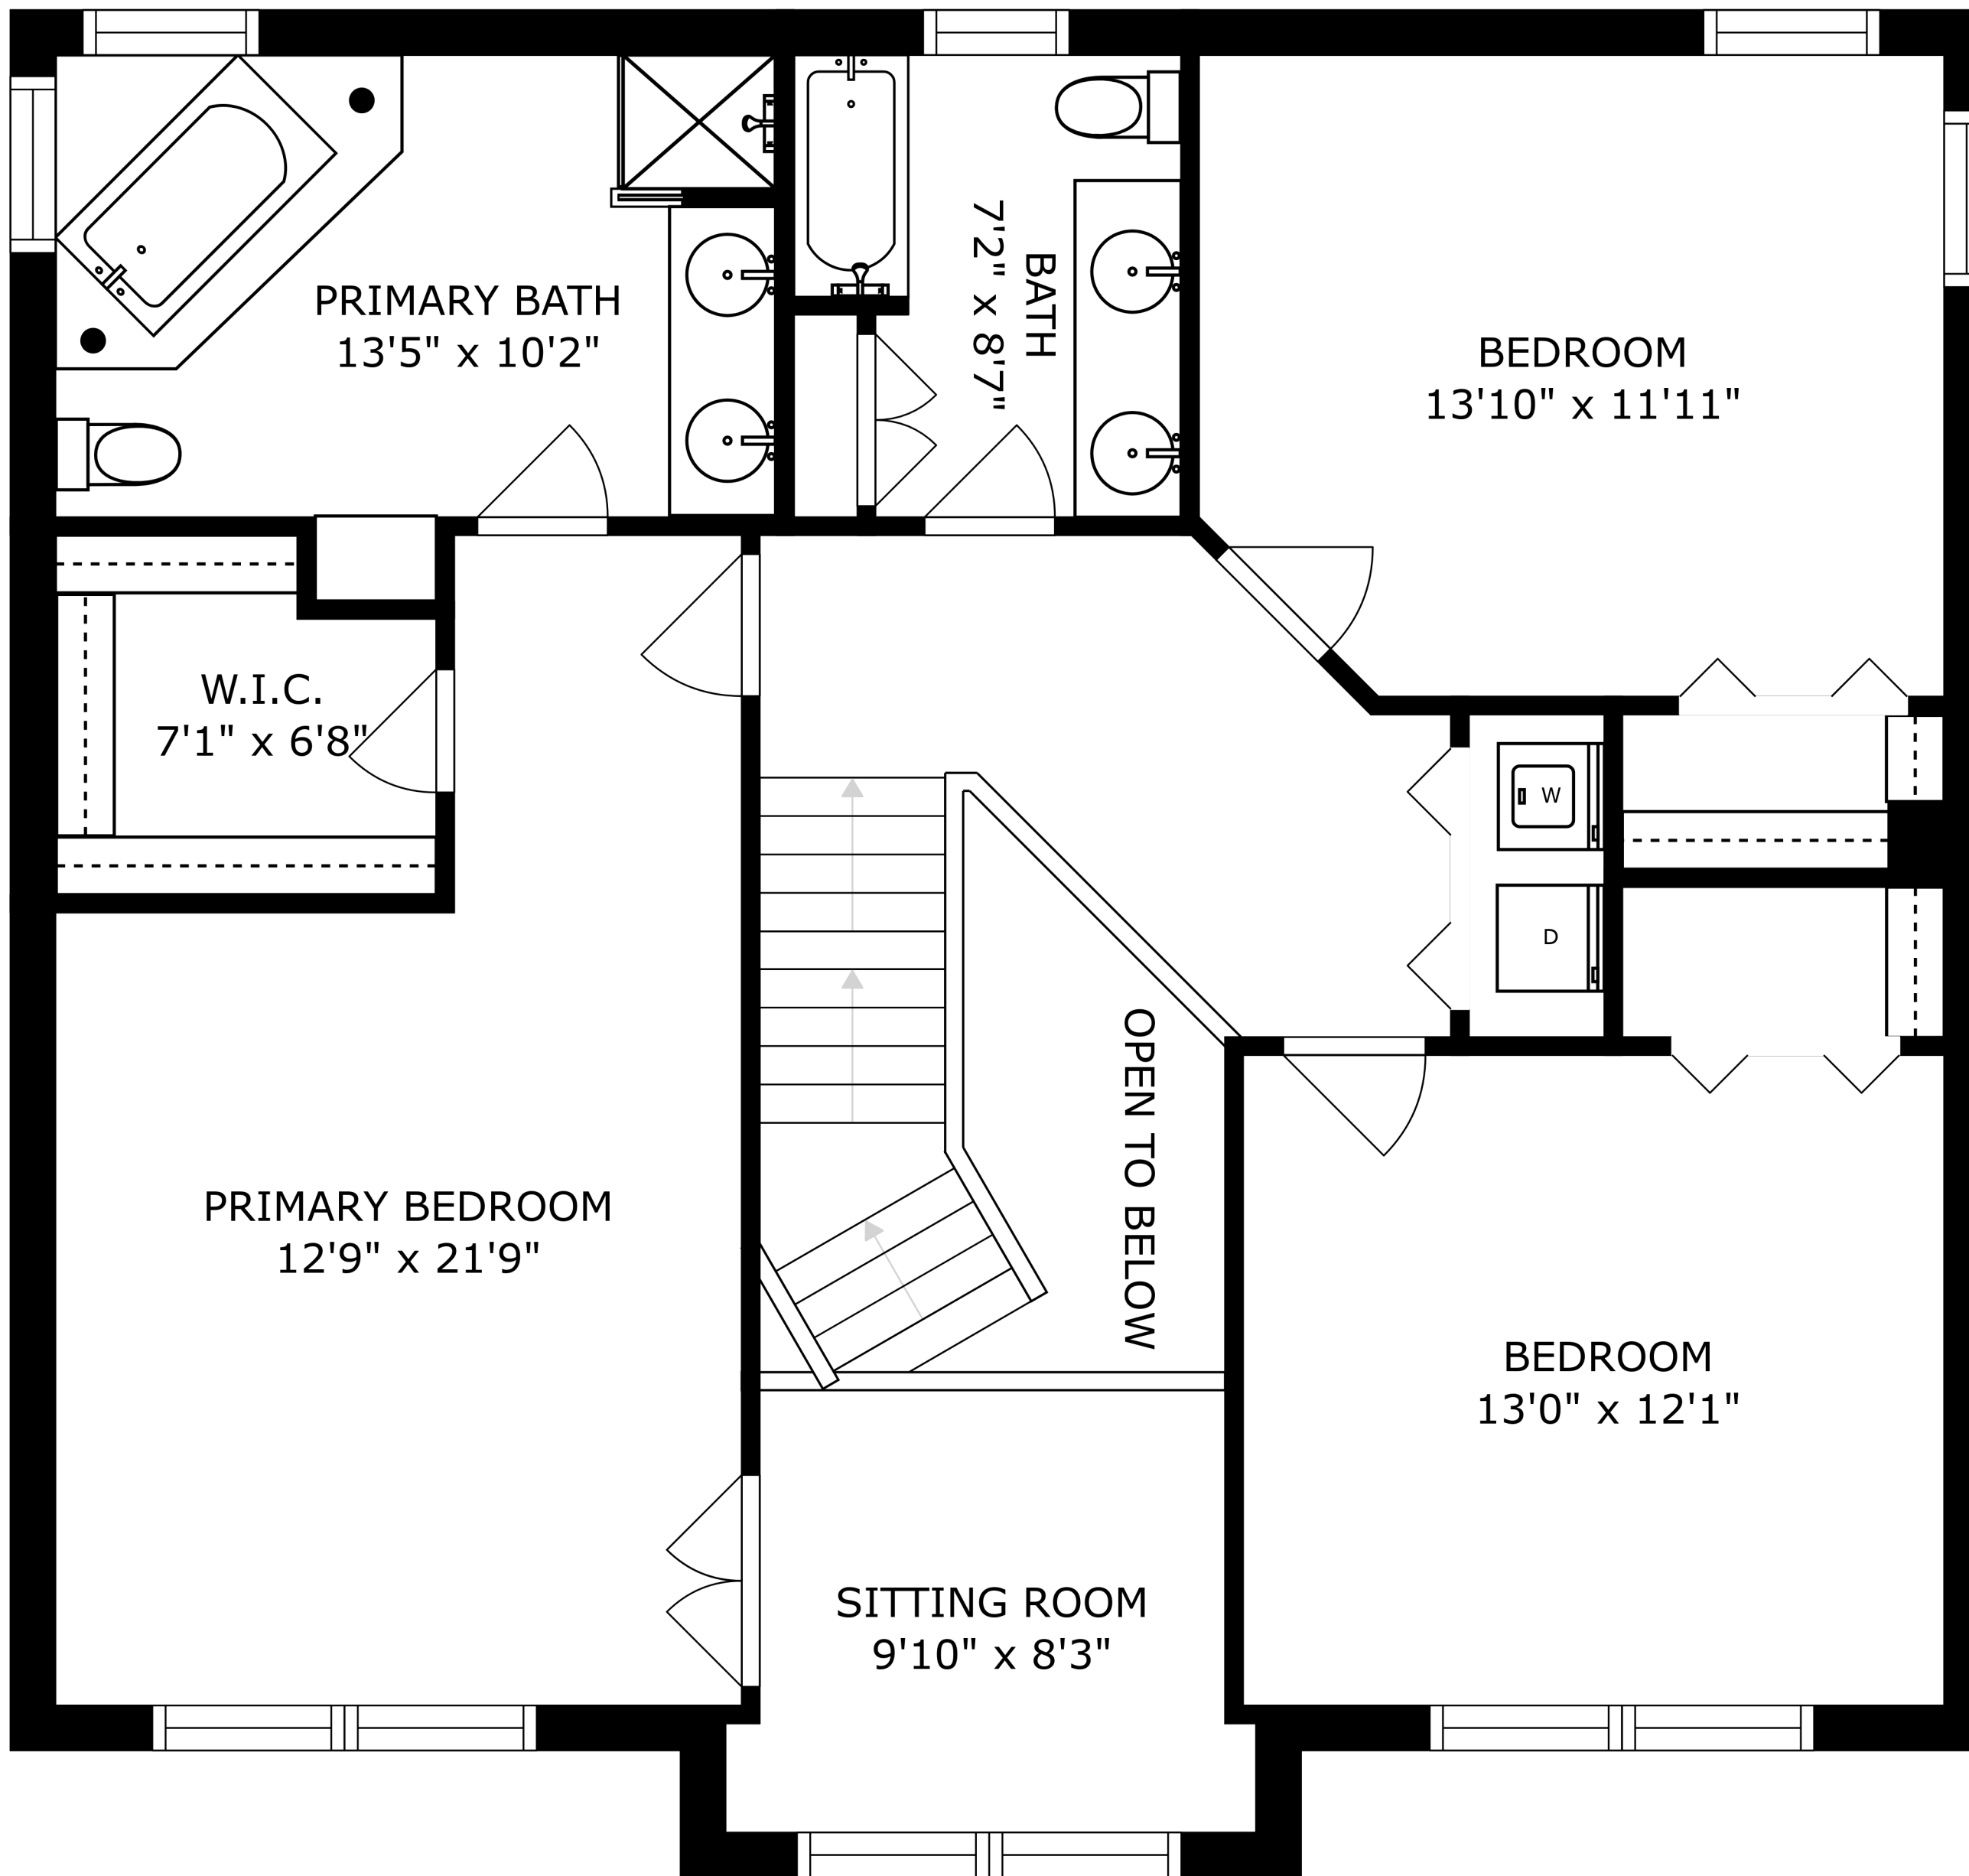 PRIMARY BATH
13'5" x 10'2"
BATH
7'2" x 8'7"
BEDROOM
13'10" x 11'11"
W.I.C.
7'1" x 6'8"
W
D
OPEN TO BELOW
PRIMARY BEDROOM
12'9" x 21'9"
BEDROOM
13'0" x 12'1"
SITTING ROOM
9'10" x 8'3"